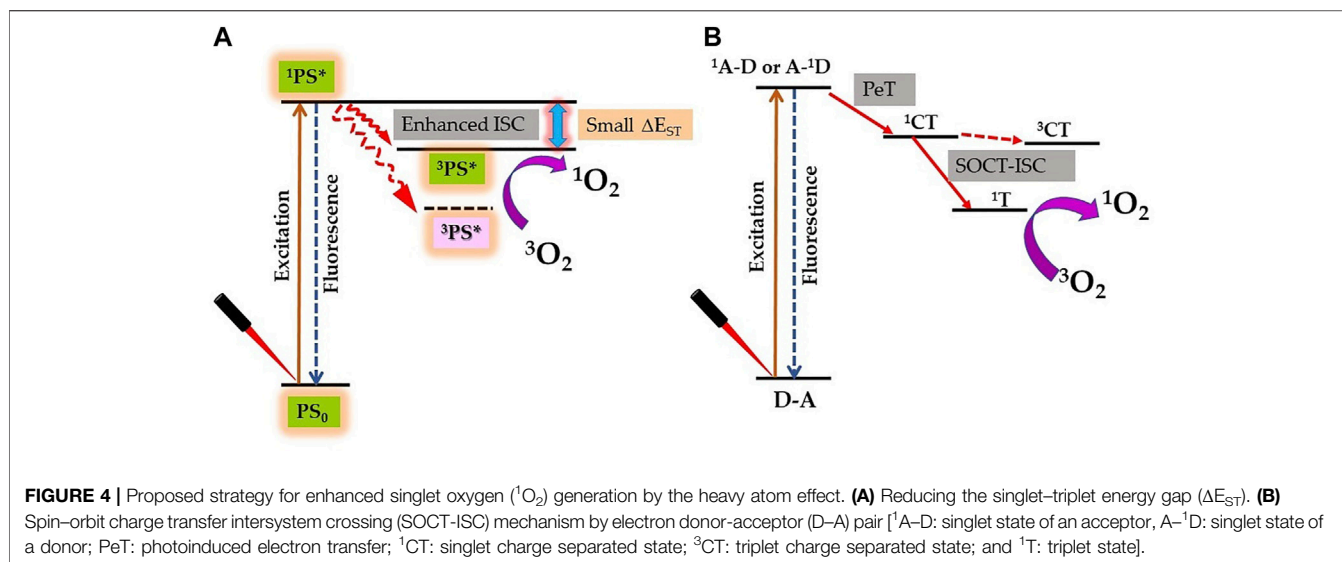 A
¹PS*
Enhanced ISC
Small ΔE_ST
³PS*
³PS*
¹O₂
³O₂
Excitation
Fluorescence
PS₀
B
¹A-D or A-¹D
PeT
¹CT
³CT
SOCT-ISC
¹T
¹O₂
³O₂
Excitation
Fluorescence
D-A
FIGURE 4 | Proposed strategy for enhanced singlet oxygen (¹O₂) generation by the heavy atom effect. (A) Reducing the singlet–triplet energy gap (ΔE_ST). (B)
Spin–orbit charge transfer intersystem crossing (SOCT-ISC) mechanism by electron donor-acceptor (D–A) pair [¹A–D: singlet state of an acceptor, A–¹D: singlet state of
a donor; PeT: photoinduced electron transfer; ¹CT: singlet charge separated state; ³CT: triplet charge separated state; and ¹T: triplet state].